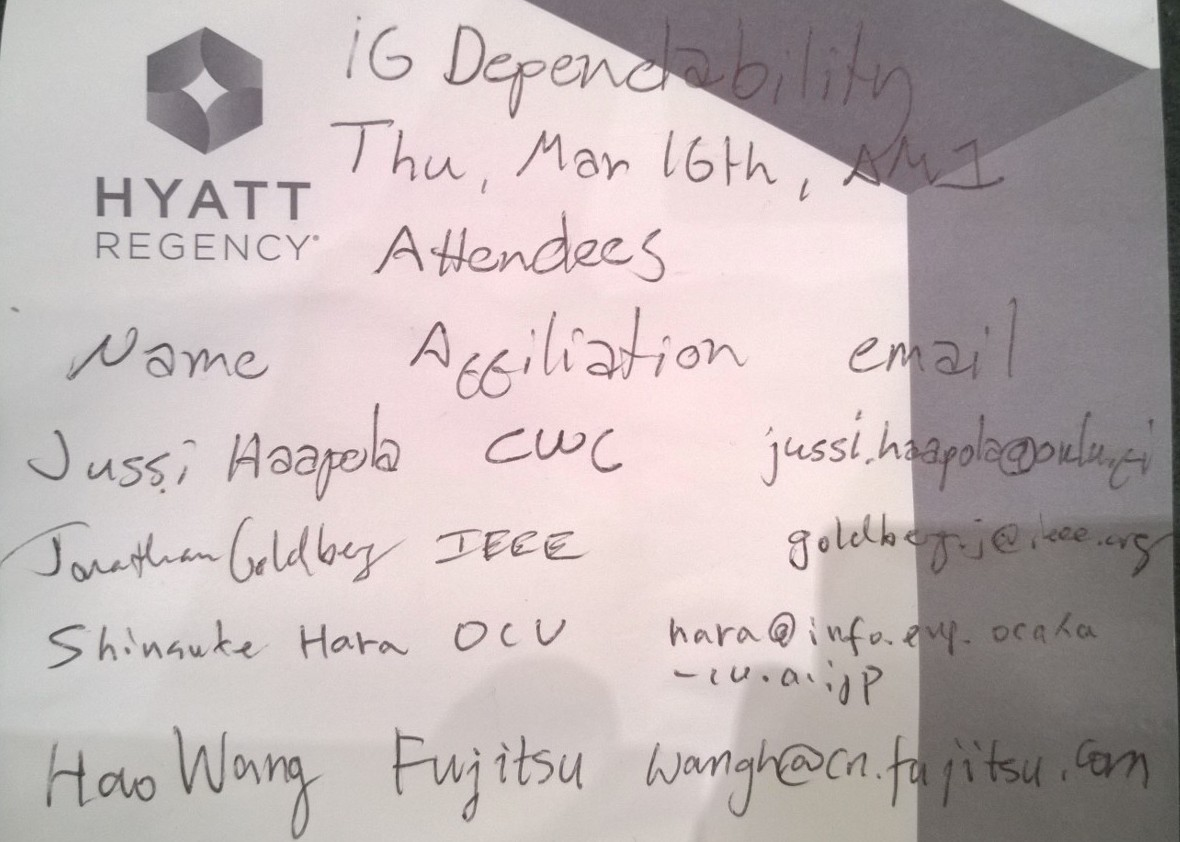 HYATT
REGENCY
iG Dependability
Thu, Mar 16th, AM1
Attendees
Name Affiliation email
Jussi Haapola CWC jussi.haapola@oulu.fi
Jonathan Goldberg IEEE goldberg.j@ieee.org
Shinsuke Hara OCU hara@info.eng.osaka
-cu.ac.jp
Hao Wang Fujitsu wangh@cn.fujitsu.com